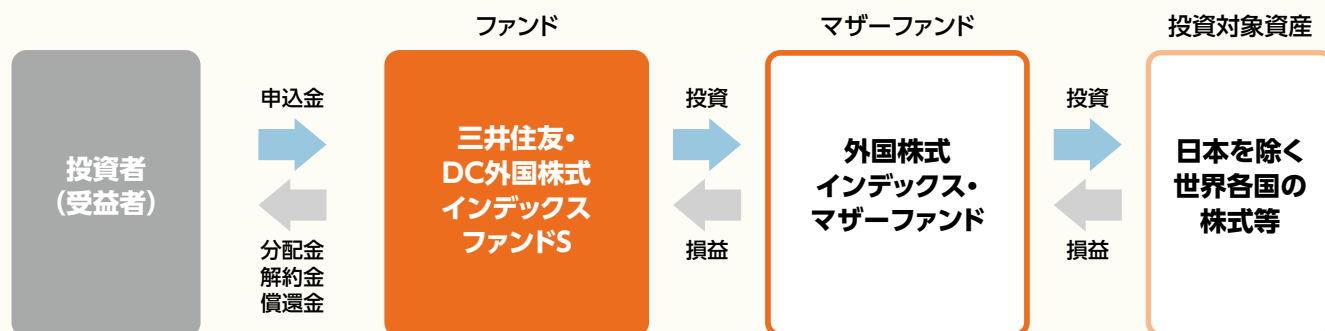 ファンド
マザーファンド
投資対象資産
投資者
(受益者)
申込金
分配金
解約金
償還金
三井住友・
DC外国株式
インデックス
ファンドS
投資
損益
外国株式
インデックス・
マザーファンド
投資
損益
日本を除く
世界各国の
株式等